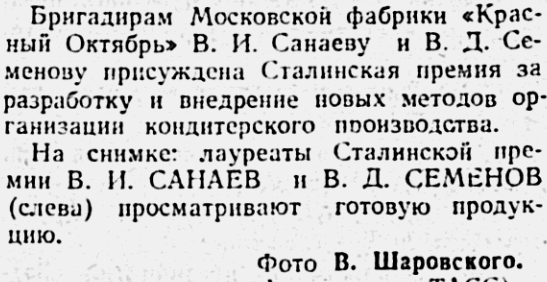 Бригадирам Московской фабрики «Крас-
ный Октябрь» В. И. Санаеву и В. Д. Се-
менову присуждена Сталинская премия за
разработку и внедрение новых методов ор-
ганизации кондитерского производства.
На снимке: лауреаты Сталинской пре-
мии В. И. САНАЕВ и В. Д. СЕМЕНОВ
(слева) просматривают готовую продук-
цию.
Фото В. Шаровского.